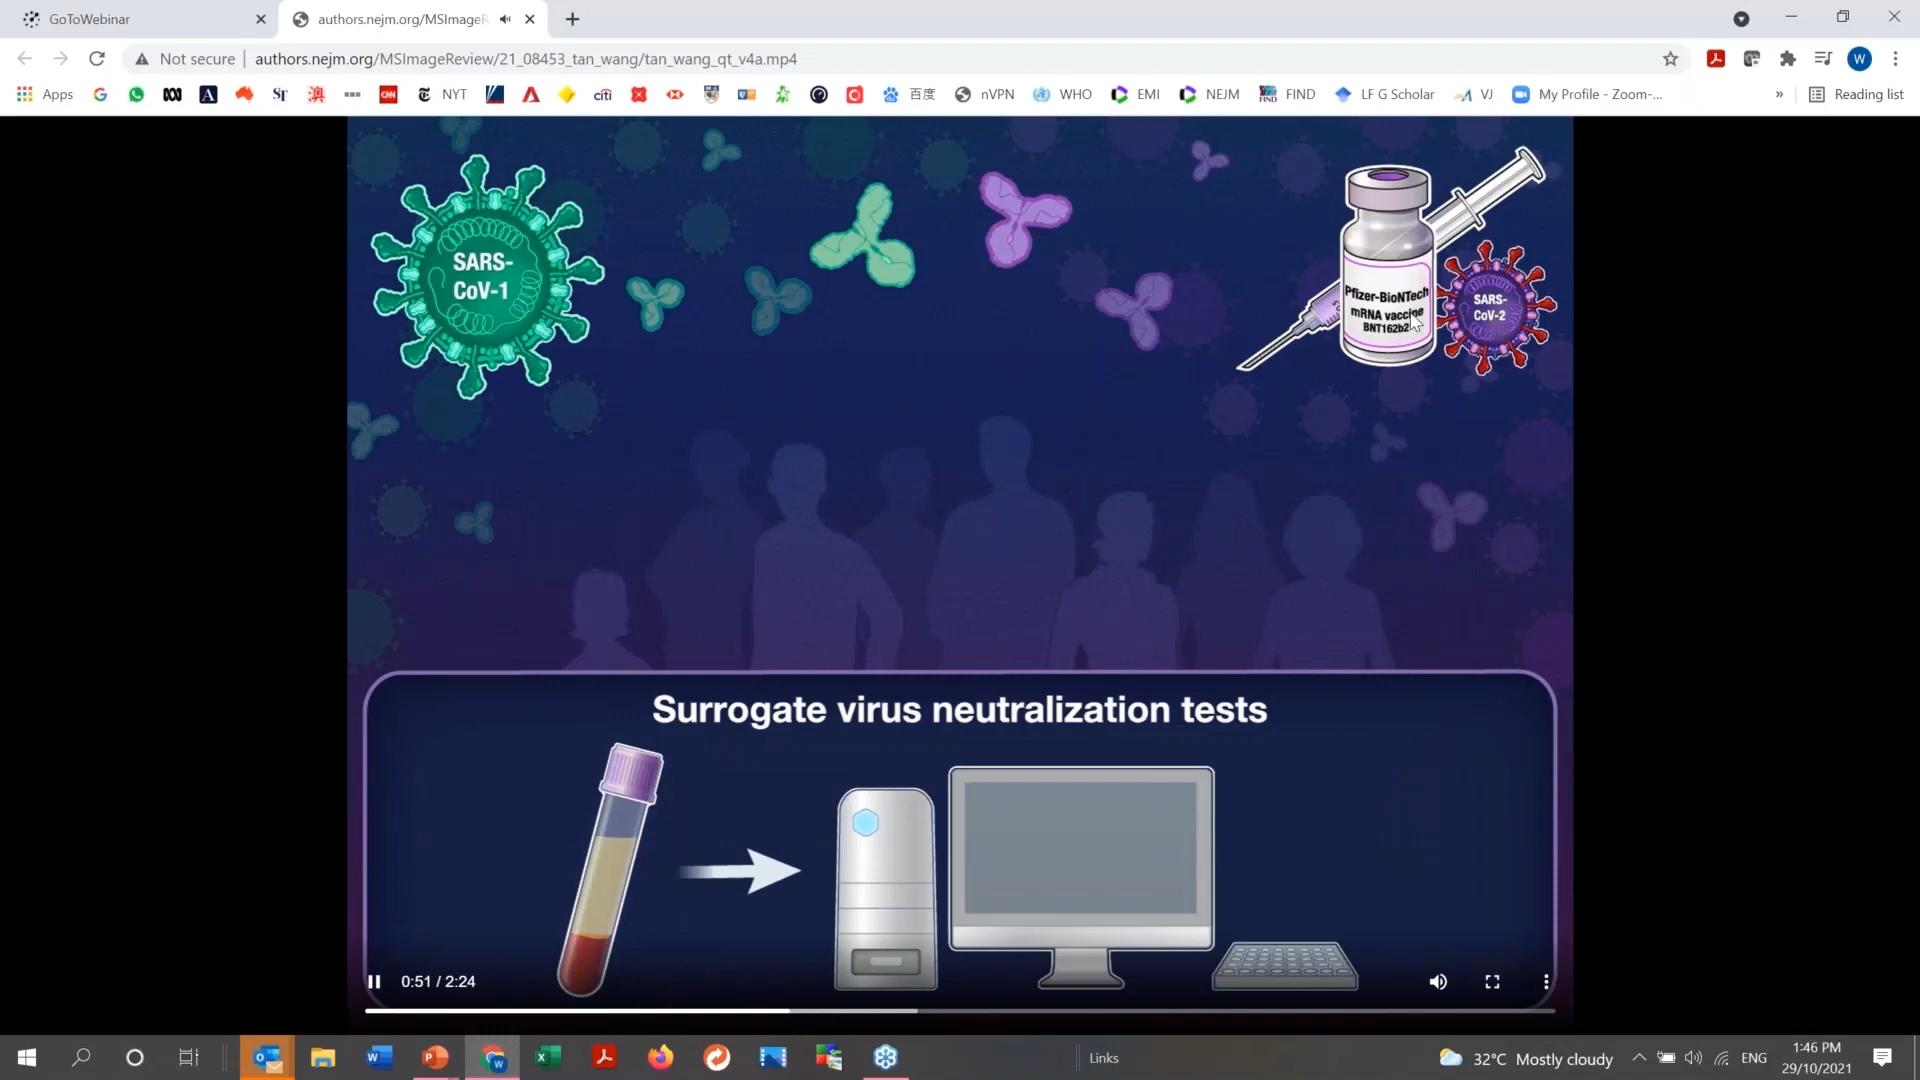 GoToWebinar
authors.nejm.org/MSImageR
Not secure
authors.nejm.org/MSImageReview/21_08453_tan_wang/tan_wang_qt_v4a.mp4
W
Apps
CNN
NYT
citi
百度
nVPN
WHO
EMI
NEJM
FIND
FIND
LF G Scholar
VJ
My Profile - Zoom-...
»
Reading list
SARS-
CoV-1
Pfizer-BioNTech
mRNA vaccine
BNT162b2
SARS-
CoV-2
Surrogate virus neutralization tests
0:51 / 2:24
Links
32°C Mostly cloudy
ENG
1:46 PM
29/10/2021